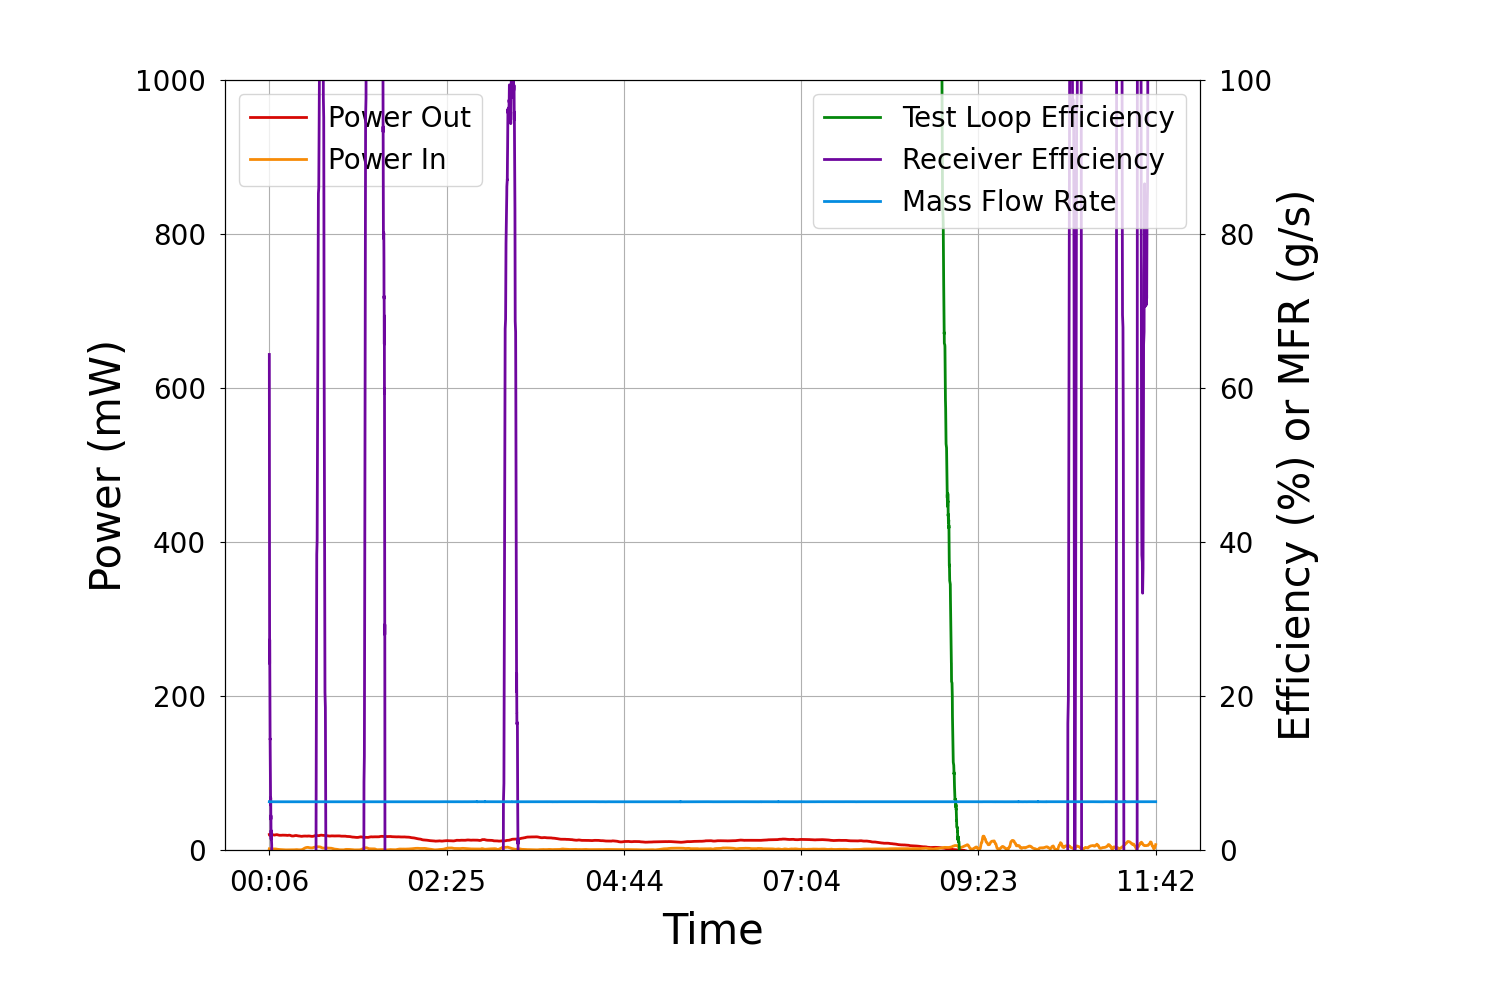 1000
800
600
400
200
0
Power (mW)
Power Out
Power In
Test Loop Efficiency
Receiver Efficiency
Mass Flow Rate
100
80
60
40
20
0
Efficiency (%) or MFR (g/s)
00:06 02:25 04:44 07:04 09:23 11:42
Time